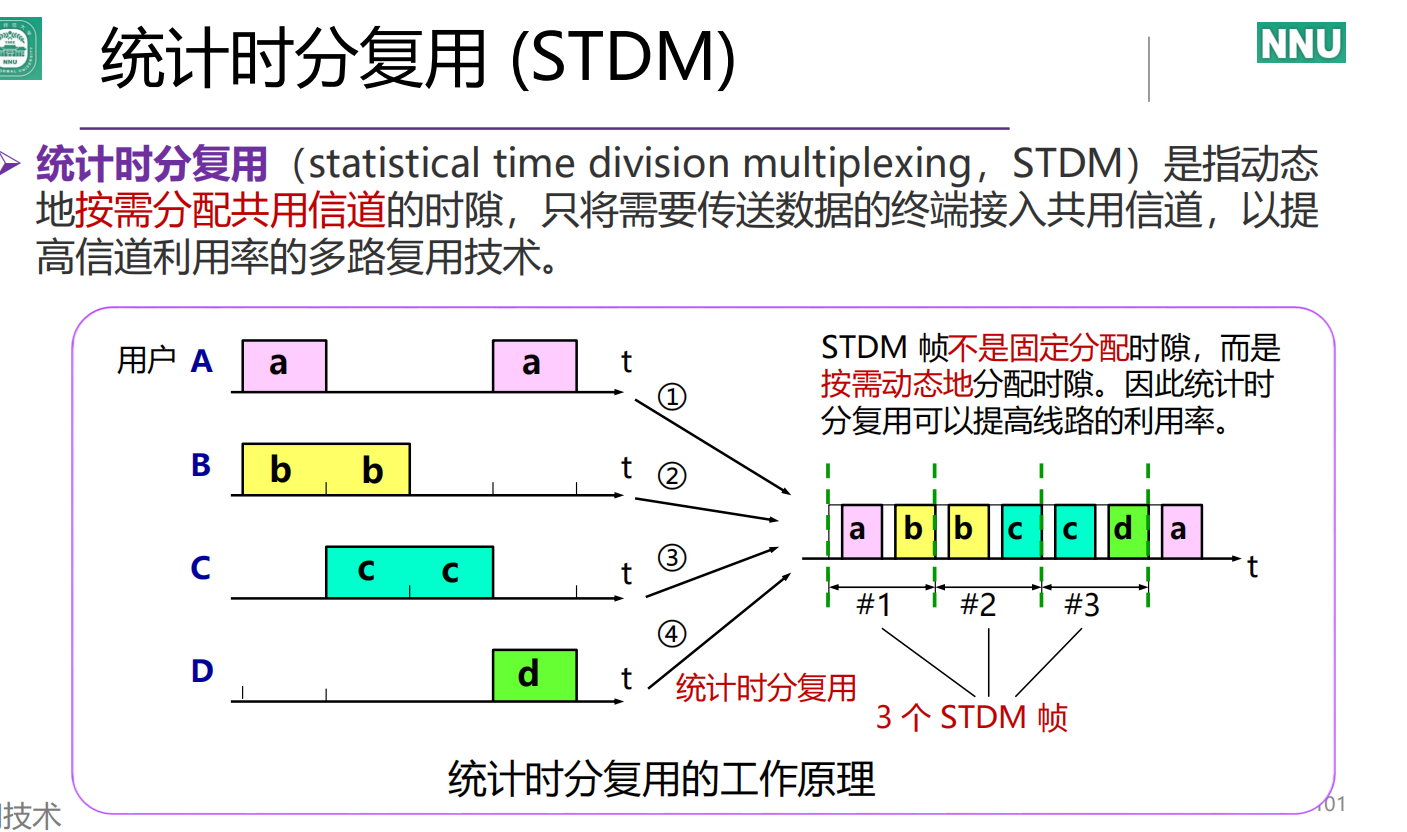 统计时分复用 (STDM)
NNU
NNU
➢ 统计时分复用（statistical time division multiplexing，STDM）是指动态
地按需分配共用信道的时隙，只将需要传送数据的终端接入共用信道，以提
高信道利用率的多路复用技术。
用户 A a a t
①
B b b t
②
C c c t
③
D d t
④
STDM 帧不是固定分配时隙，而是
按需动态地分配时隙。因此统计时
分复用可以提高线路的利用率。
a b b c c d a
t
#1 #2 #3
统计时分复用
3 个 STDM 帧
统计时分复用的工作原理
技术
101